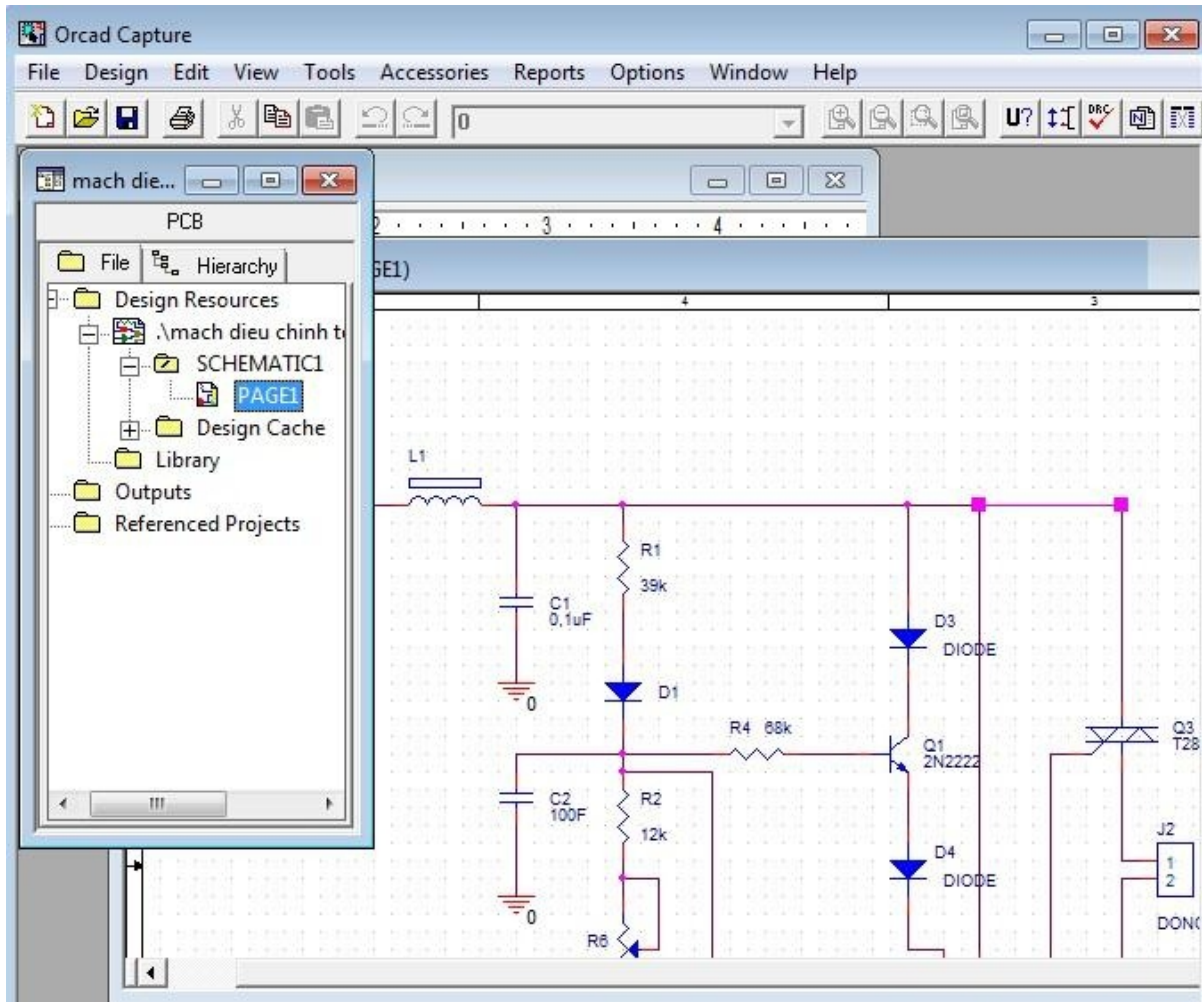 Orcad Capture
File Design Edit View Tools Accessories Reports Options Window Help
0
U? DRC
mach die...
PCB
2 3 4
File Hierarchy
GE1)
4 3
Design Resources
.\mach dieu chinh
SCHEMATIC1
PAGE1
Design Cache
Library
Outputs
Referenced Projects
L1
R1
39k
C1
0,1uF
0
D1
D3
DIODE
R4 68k
Q1
2N2222
Q3
T28
C2
100F
0
R2
12k
D4
DIODE
J2
1
2
R6